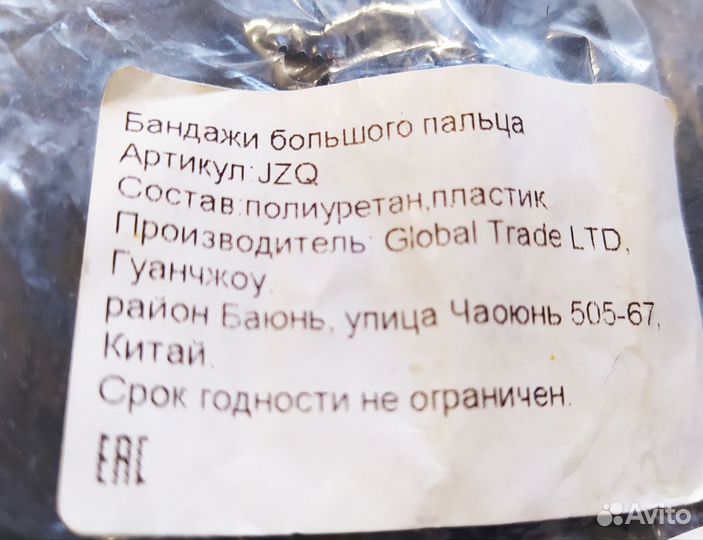 Бандажи большого пальца
Артикул:JZQ
Состав:полиуретан,пластик
Производитель: Global Trade LTD,
Гуанчжоу,
район Баюнь, улица Чаоюнь 505-67,
Китай.
Срок годности не ограничен.
EAC
Avito